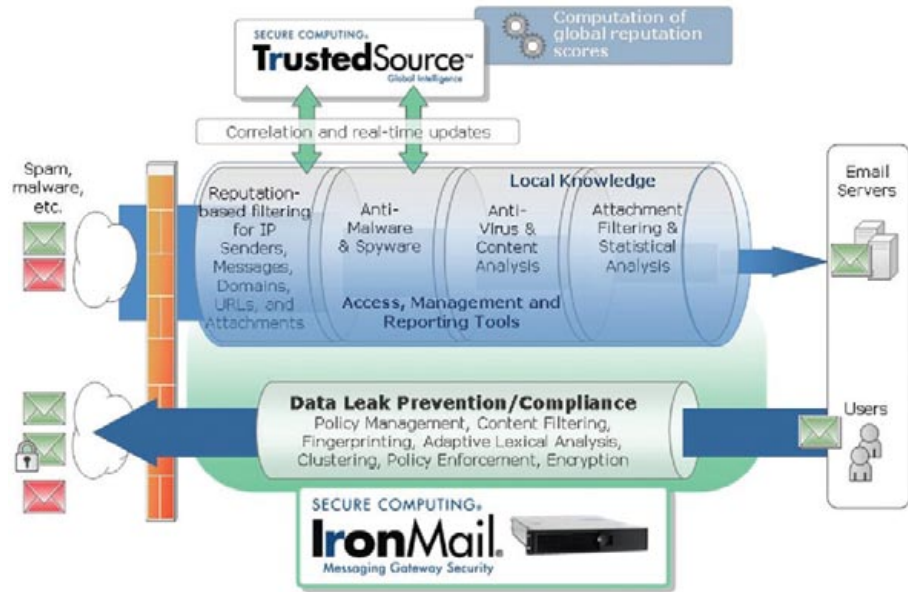 SECURE COMPUTING®
TrustedSource™
Global Intelligence
Computation of
global reputation
scores
Correlation and real-time updates
Spam,
malware,
etc.
Reputation-
based filtering
for IP
Senders,
Messages,
Domains,
URLs, and
Attachments
Anti-
Malware
& Spyware
Local Knowledge
Anti-
Virus &
Content
Analysis
Attachment
Filtering &
Statistical
Analysis
Access, Management and
Reporting Tools
Email
Servers
Data Leak Prevention/Compliance
Policy Management, Content Filtering,
Fingerprinting, Adaptive Lexical Analysis,
Clustering, Policy Enforcement, Encryption
Users
SECURE COMPUTING®
IronMail®
Messaging Gateway Security